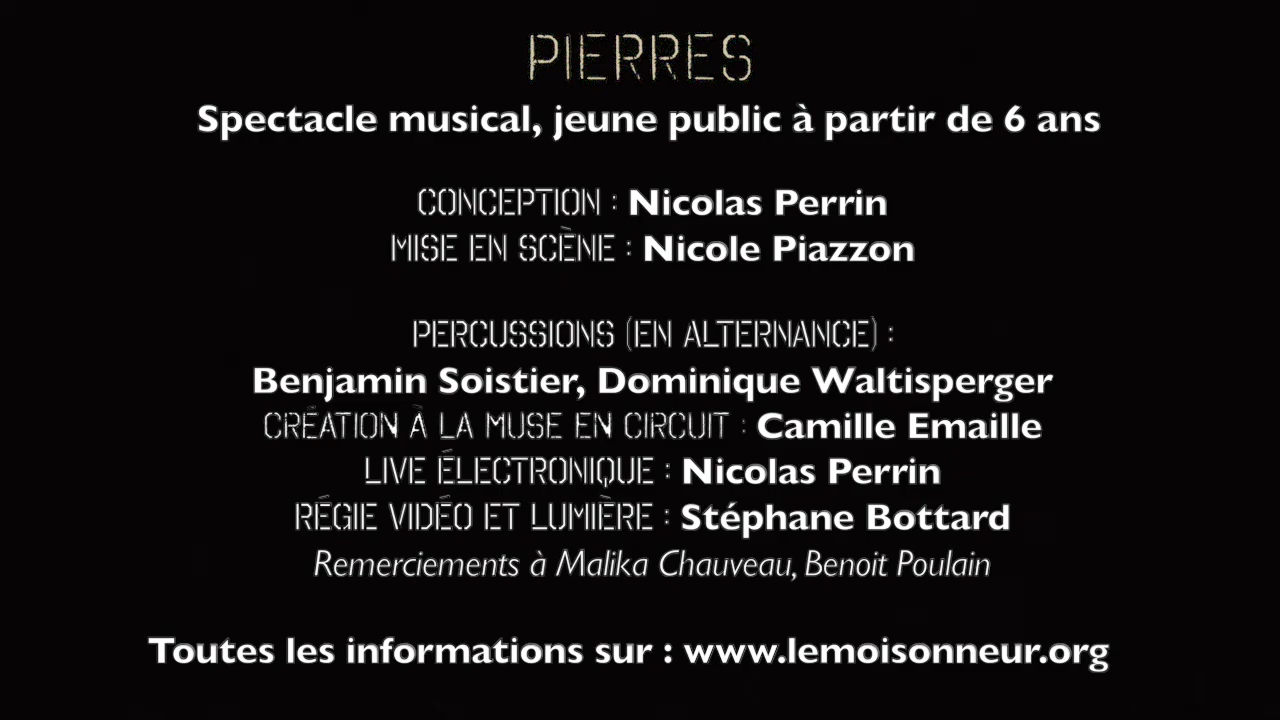 PIERRES
Spectacle musical, jeune public à partir de 6 ans
CONCEPTION : Nicolas Perrin
MISE EN SCÈNE : Nicole Piazzon
PERCUSSIONS (EN ALTERNANCE) :
Benjamin Soistier, Dominique Waltisperger
CRÉATION À LA MUSE EN CIRCUIT : Camille Emaille
LIVE ÉLECTRONIQUE : Nicolas Perrin
RÉGIE VIDÉO ET LUMIÈRE : Stéphane Bottard
Remerciements à Malika Chauveau, Benoit Poulain
Toutes les informations sur : www.lemoisonneur.org